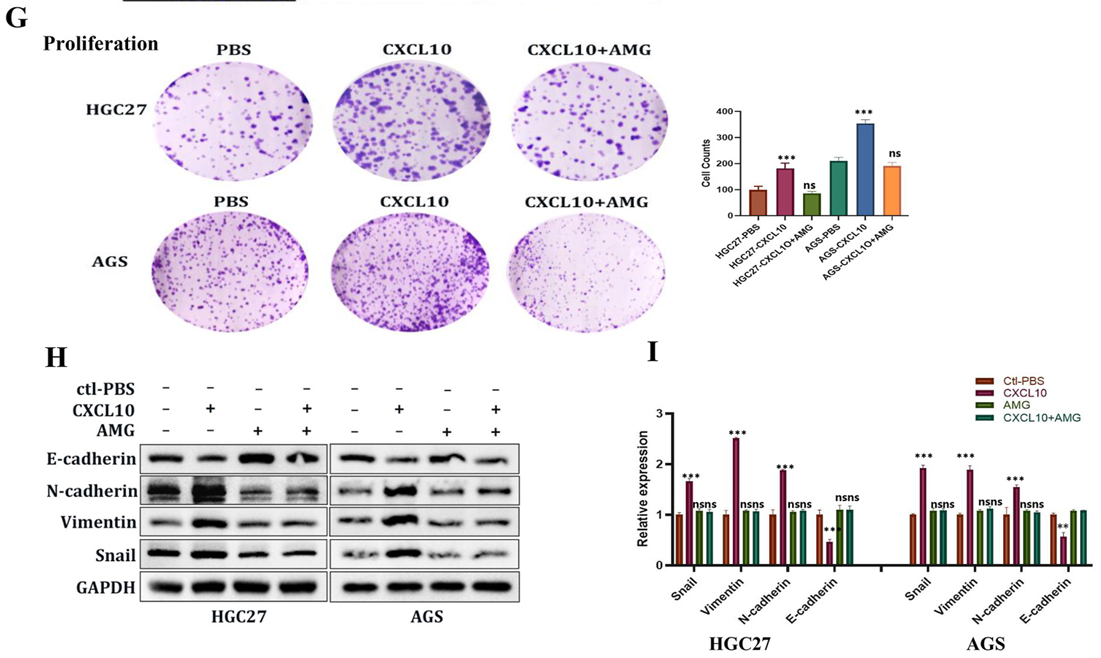 G
Proliferation
PBS CXCL10 CXCL10+AMG
HGC27
PBS CXCL10 CXCL10+AMG
AGS
Cell Counts
400
300
200
100
0
*** ns *** ns
HGC27-PBS
HGC27-CXCL10
HGC27-CXCL1O+AMG
AGS-PBS
AGS-CXCL10
AGS-CXCL1O+AMG
H
ctl-PBS - - - - - - - -
CXCL10 - + - + - + - +
AMG - - + + - - + +
E-cadherin
N-cadherin
Vimentin
Snail
GAPDH
HGC27 AGS
I
Ctl-PBS
CXCL10
AMG
CXCL10+AMG
Relative expression
3
2
1
0
*** nsns *** nsns *** nsns *** nsns
*** nsns *** nsns *** nsns **
Snail Vimentin N-cadherin E-cadherin
Snail Vimentin N-cadherin E-cadherin
HGC27 AGS